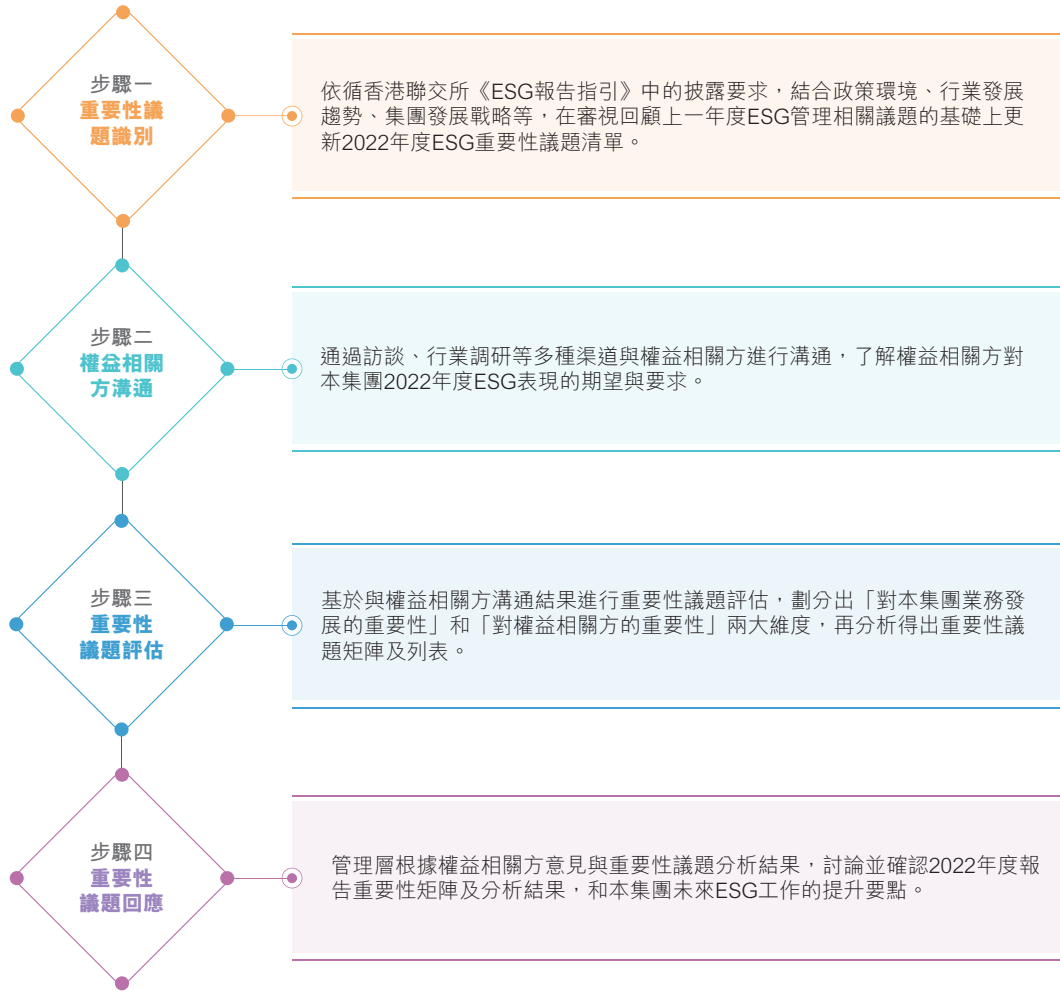 步驟一
重要性議
題識別
依循香港聯交所《ESG報告指引》中的披露要求，結合政策環境、行業發展
趨勢、集團發展戰略等，在審視回顧上一年度ESG管理相關議題的基礎上更
新2022年度ESG重要性議題清單。
步驟二
權益相關
方溝通
通過訪談、行業調研等多種渠道與權益相關方進行溝通，了解權益相關方對
本集團2022年度ESG表現的期望與要求。
步驟三
重要性
議題評估
基於與權益相關方溝通結果進行重要性議題評估，劃分出「對本集團業務發
展的重要性」和「對權益相關方的重要性」兩大維度，再分析得出重要性議
題矩陣及列表。
步驟四
重要性
議題回應
管理層根據權益相關方意見與重要性議題分析結果，討論並確認2022年度報
告重要性矩陣及分析結果，和本集團未來ESG工作的提升要點。